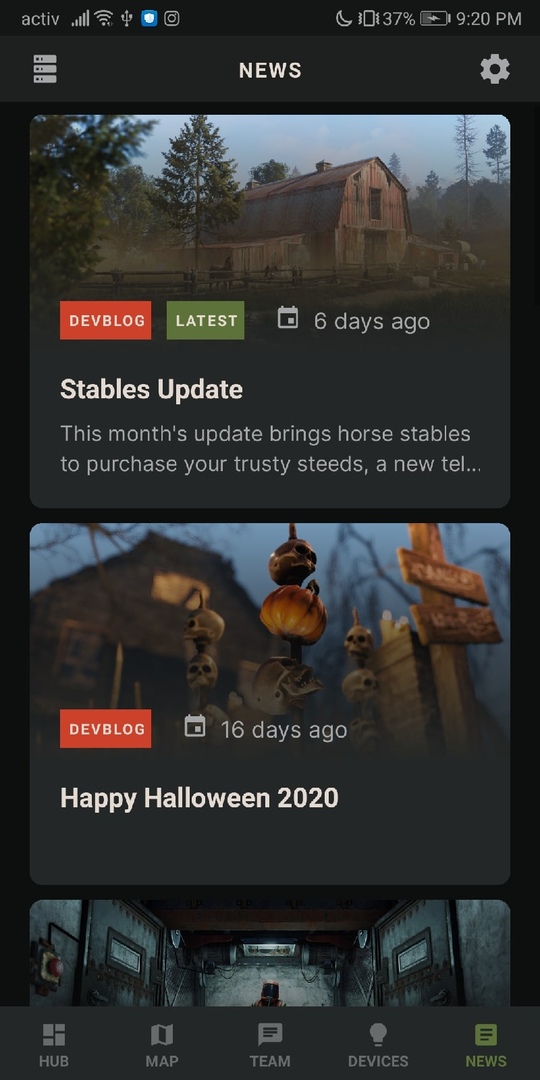 activ 37% 9:20 PM
NEWS
DEVBLOG LATEST 6 days ago
Stables Update
This month's update brings horse stables
to purchase your trusty steeds, a new tel...
DEVBLOG 16 days ago
Happy Halloween 2020
HUB MAP TEAM DEVICES NEWS